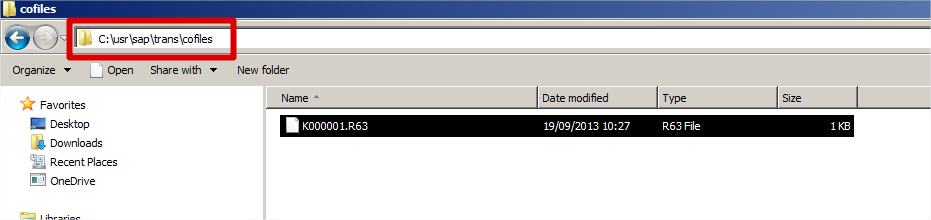 cofiles
C:\usr\sap\trans\cofiles
Organize Open Share with New folder
Favorites
Desktop
Downloads
Recent Places
OneDrive
Libraries
Name Date modified Type Size
K000001.R63 19/09/2013 10:27 R63 File 1 KB